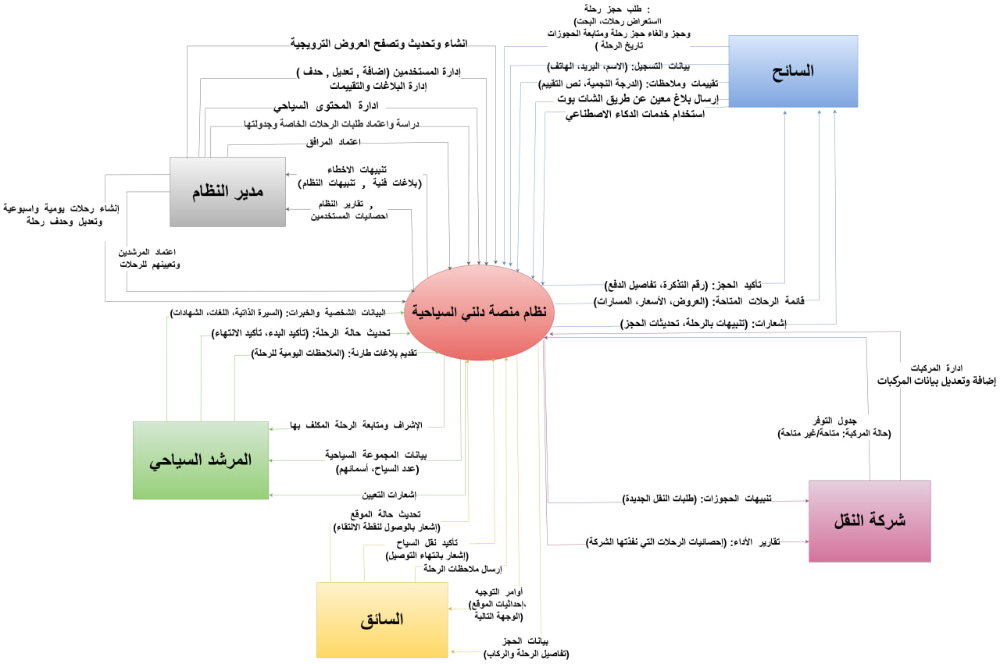 : طلب حجز رحلة
(استعراض رحلات، البحث
وحجز والغاء حجز رحلة ومتابعة الحجوزات
تاريخ الرحلة )
السائح
بيانات التسجيل: (الاسم، البريد، الهاتف)
تقييمات وملاحظات: (الدرجة النجمية، نص التقييم)
إرسال بلاغ معين عن طريق الشات بوت
استخدام خدمات الدكاء الاصطناعي
انشاء وتحديث وتصفح العروض الترويجية
إدارة المستخدمين (اضافة , تعديل , حدف )
إدارة البلاغات والتقييمات
ادارة المحتوى السياحي
دراسة واعتماد طلبات الرحلات الخاصة وجدولتها
اعتماد المرافق
مدير النظام
تنبيهات الاخطاء
(بلاغات فنية , تنبيهات النظام)
تقارير النظام ,
احصائيات المستخدمين
إنشاء رحلات يومية واسبوعية
وتعديل وحدف رحلة
اعتماد المرشدين
وتعيينهم للرحلات
نظام منصة دلني السياحية
تأكيد الحجز: (رقم التذكرة، تفاصيل الدفع)
قائمة الرحلات المتاحة: (العروض، الأسعار، المسارات)
إشعارات: (تنبيهات بالرحلة، تحديثات الحجز)
البيانات الشخصية والخبرات: (السيرة الذاتية، اللغات، الشهادات)
تحديث حالة الرحلة: (تأكيد البدء، تأكيد الانتهاء)
تقديم بلاغات طارئة: (الملاحظات اليومية للرحلة)
ادارة المركبات
إضافة وتعديل بيانات المركبات
جدول التوفر
(حالة المركبة: متاحة/غير متاحة)
المرشد السياحي
الإشراف ومتابعة الرحلة المكلف بها
بيانات المجموعة السياحية
(عدد السياح، أسمائهم)
إشعارات التعيين
شركة النقل
تنبيهات الحجوزات: (طلبات النقل الجديدة)
تقارير الأداء: (إحصائيات الرحلات التي نفذتها الشركة)
تحديث حالة الموقع
(إشعار بالوصول لنقطة الالتقاء)
تأكيد نقل السياح
(إشعار بانتهاء التوصيل)
إرسال ملاحظات الرحلة
السائق
أوامر التوجيه
،إحداثيات الموقع)
(الوجهة التالية
بيانات الحجز
(تفاصيل الرحلة والركاب)